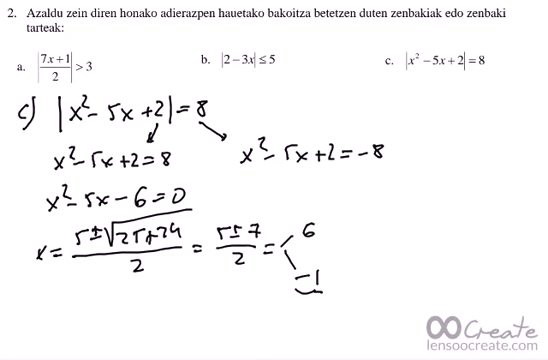 2. Azaldu zein diren honako adierazpen hauetako bakoitza betetzen duten zenbakiak edo zenbaki
tarteak:
a. |(7x+1)/2| > 3 b. |2−3x| ≤ 5 c. |x²−5x+2| = 8
c) |x²−5x+2| = 8
x²−5x+2=8 x²−5x+2=−8
x²−5x−6=0
x = (5±√(25+24))/2 = (5±7)/2 = 6
−1
Create
lensoocreate.com